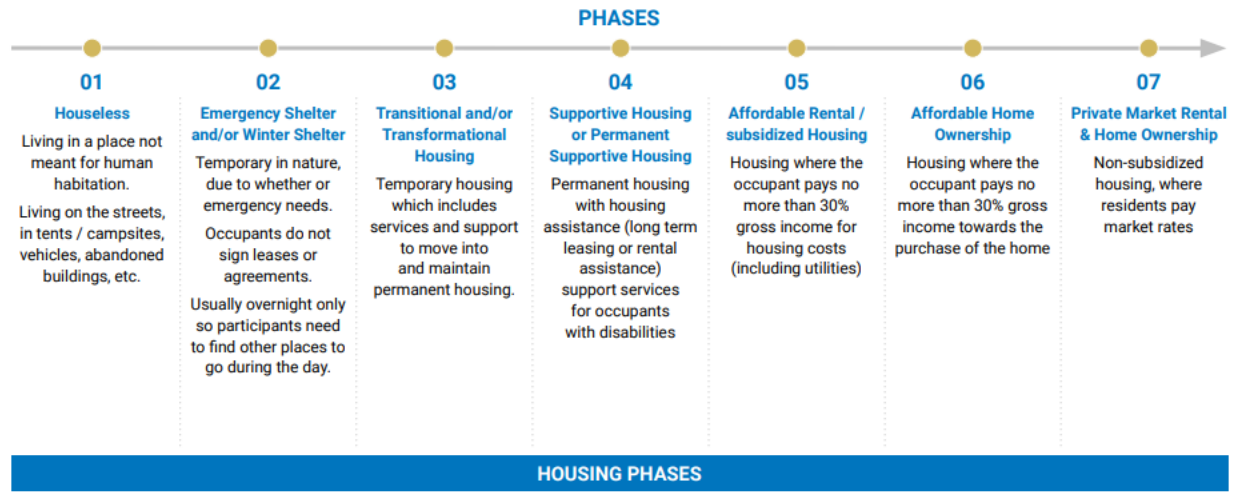 PHASES
01
Houseless
Living in a place not
meant for human
habitation.
Living on the streets,
in tents / campsites,
vehicles, abandoned
buildings, etc.
02
Emergency Shelter
and/or Winter Shelter
Temporary in nature,
due to whether or
emergency needs.
Occupants do not
sign leases or
agreements.
Usually overnight only
so participants need
to find other places to
go during the day.
03
Transitional and/or
Transformational
Housing
Temporary housing
which includes
services and support
to move into
and maintain
permanent housing.
04
Supportive Housing
or Permanent
Supportive Housing
Permanent housing
with housing
assistance (long term
leasing or rental
assistance)
support services
for occupants
with disabilities
05
Affordable Rental /
subsidized Housing
Housing where the
occupant pays no
more than 30%
gross income for
housing costs
(including utilities)
06
Affordable Home
Ownership
Housing where the
occupant pays no
more than 30% gross
income towards the
purchase of the home
07
Private Market Rental
& Home Ownership
Non-subsidized
housing, where
residents pay
market rates
HOUSING PHASES